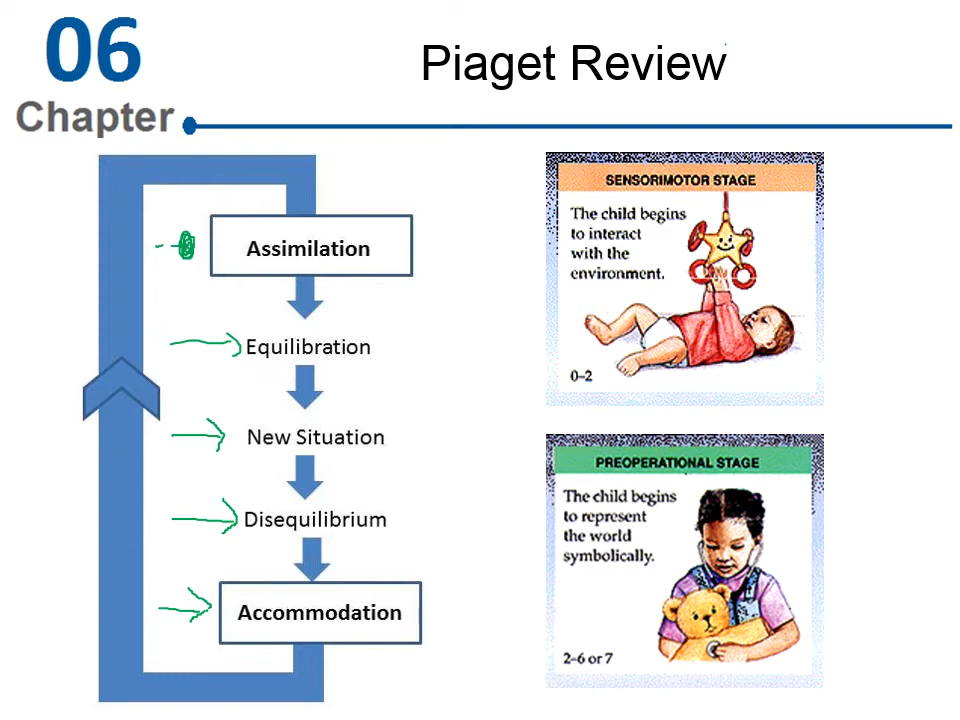 06
Chapter
Piaget Review
Assimilation
Equilibration
New Situation
Disequilibrium
Accommodation
SENSORIMOTOR STAGE
The child begins
to interact
with the
environment.
0–2
PREOPERATIONAL STAGE
The child begins
to represent
the world
symbolically.
2–6 or 7